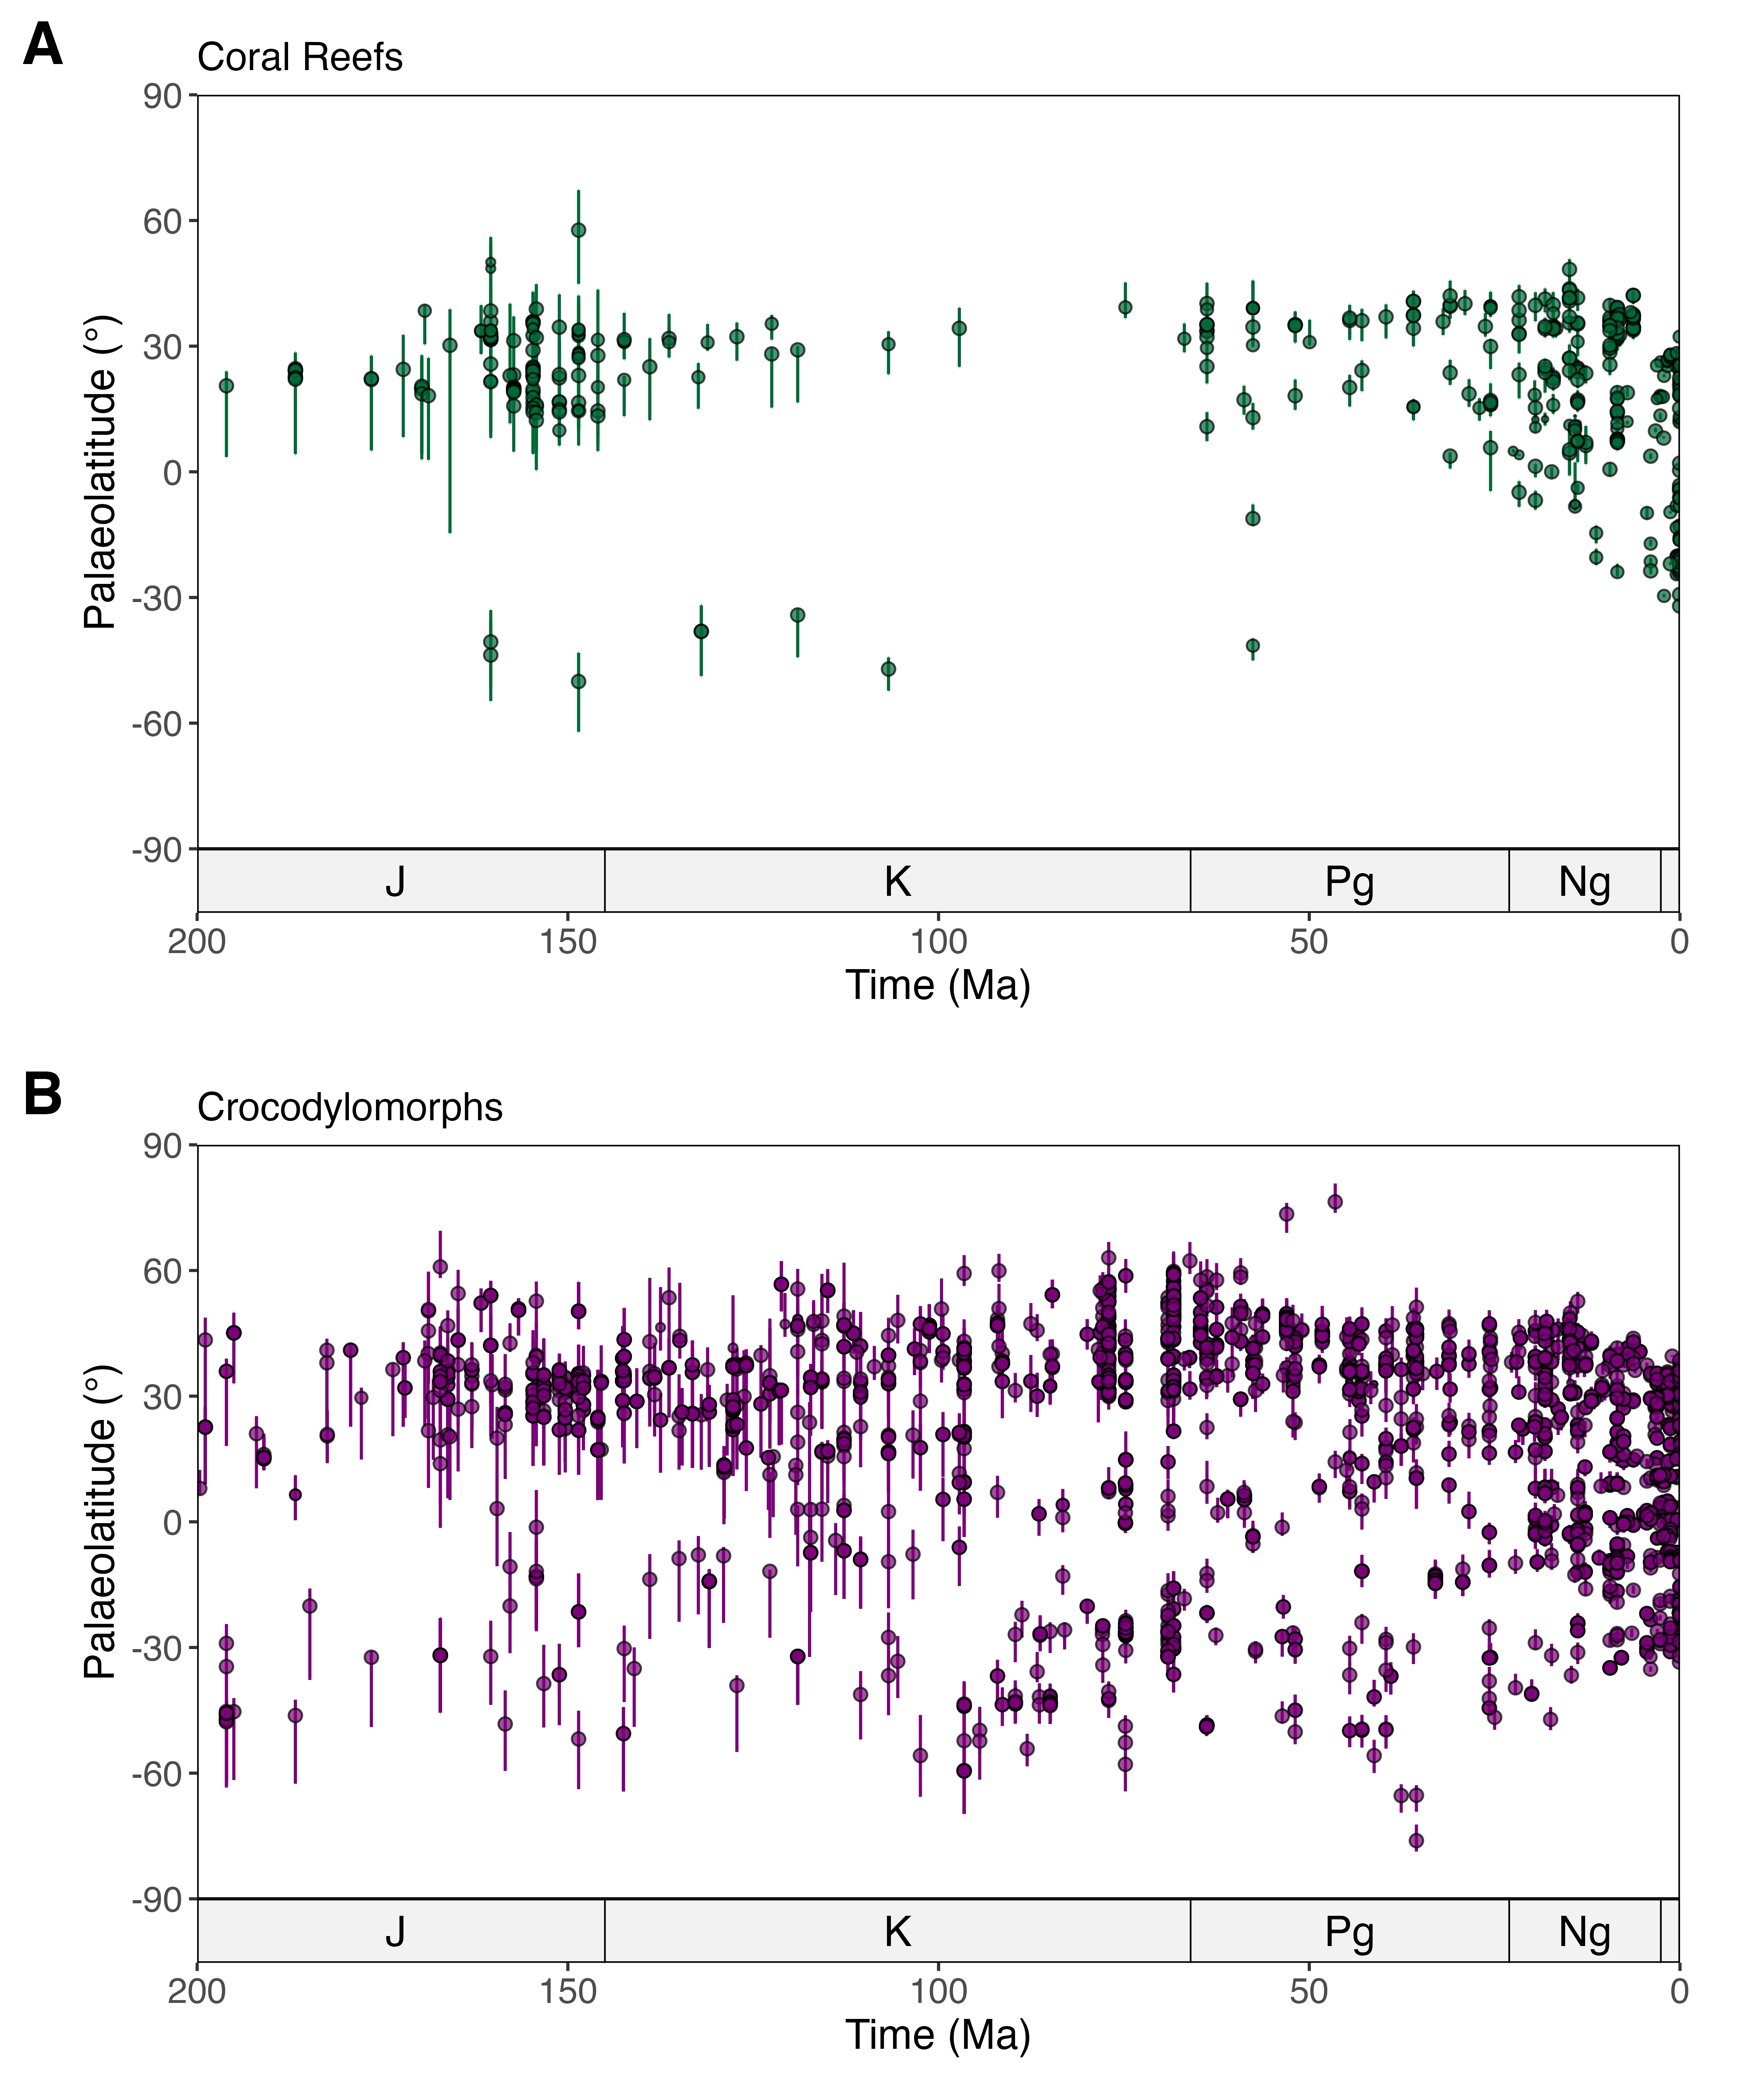 A
Coral Reefs
90
60
30
0
-30
-60
-90
Palaeolatitude (°)
J K Pg Ng
200 150 100 50 0
Time (Ma)
B
Crocodylomorphs
90
60
30
0
-30
-60
-90
Palaeolatitude (°)
J K Pg Ng
200 150 100 50 0
Time (Ma)